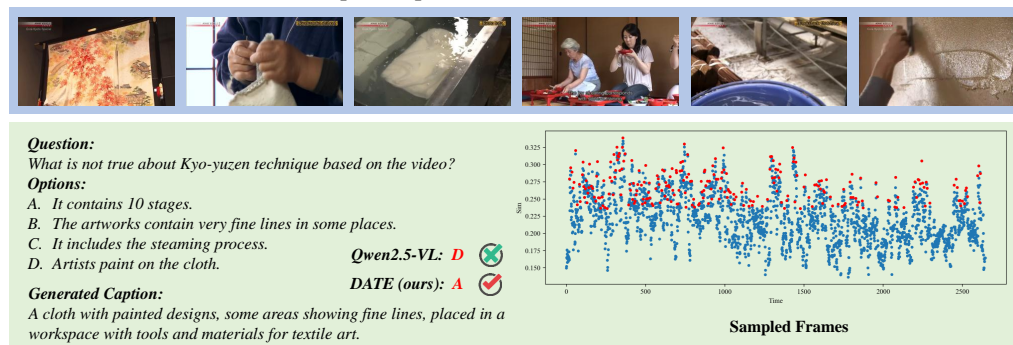 Question:
What is not true about Kyo-yuzen technique based on the video?
Options:
A. It contains 10 stages.
B. The artworks contain very fine lines in some places.
C. It includes the steaming process.
D. Artists paint on the cloth.
Qwen2.5-VL: D
DATE (ours): A
Generated Caption:
A cloth with painted designs, some areas showing fine lines, placed in a
workspace with tools and materials for textile art.
0.325
0.300
0.275
0.250
0.225
0.200
0.175
0.150
Sim
0 500 1000 1500 2000 2500
Time
Sampled Frames